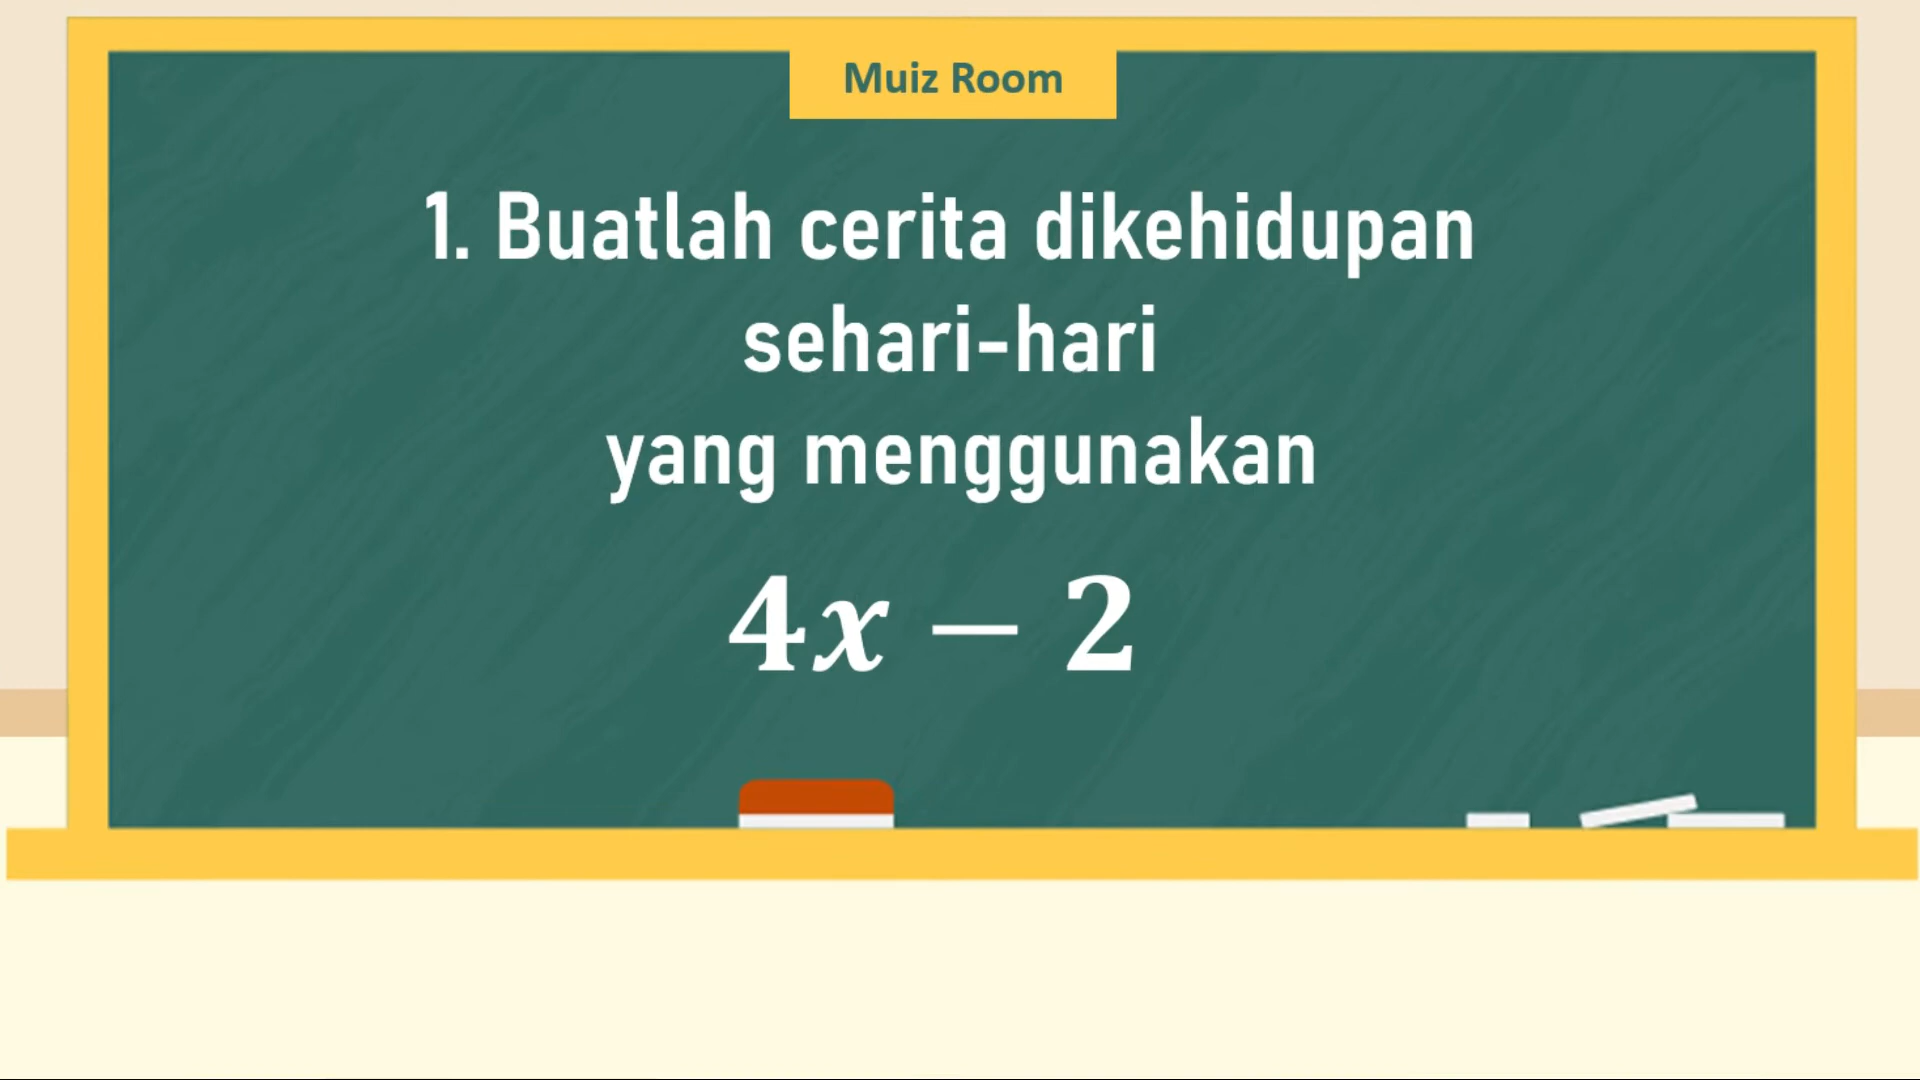 Muiz Room
1. Buatlah cerita dikehidupan
sehari-hari
yang menggunakan
4x − 2